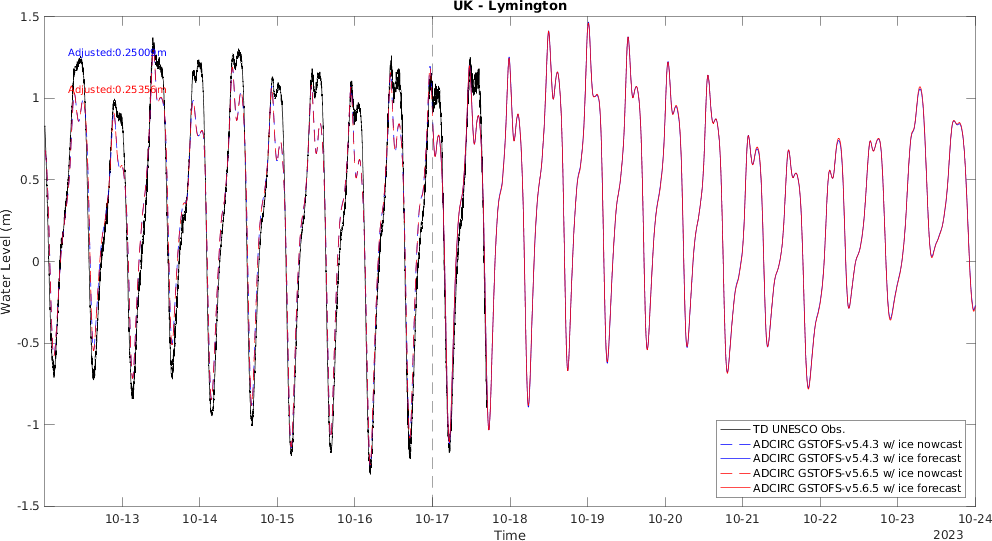 UK - Lymington
1.5
1
0.5
0
-0.5
-1
-1.5
Water Level (m)
Adjusted:0.25009m
Adjusted:0.25356m
TD UNESCO Obs.
ADCIRC GSTOFS-v5.4.3 w/ ice nowcast
ADCIRC GSTOFS-v5.4.3 w/ ice forecast
ADCIRC GSTOFS-v5.6.5 w/ ice nowcast
ADCIRC GSTOFS-v5.6.5 w/ ice forecast
10-13 10-14 10-15 10-16 10-17 10-18 10-19 10-20 10-21 10-22 10-23 10-24
Time
2023